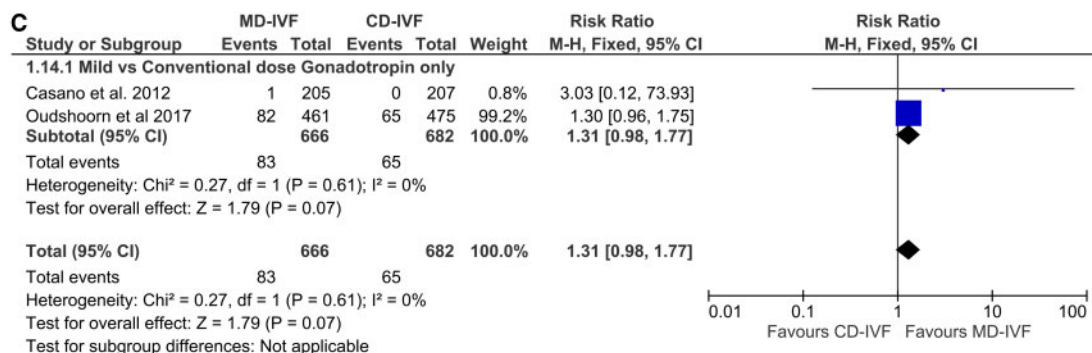 C MD-IVF CD-IVF Risk Ratio Risk Ratio
Study or Subgroup Events Total Events Total Weight M-H, Fixed, 95% CI M-H, Fixed, 95% CI
1.14.1 Mild vs Conventional dose Gonadotropin only
Casano et al. 2012 1 205 0 207 0.8% 3.03 [0.12, 73.93]
Oudshoorn et al 2017 82 461 65 475 99.2% 1.30 [0.96, 1.75]
Subtotal (95% CI) 666 682 100.0% 1.31 [0.98, 1.77]
Total events 83 65
Heterogeneity: Chi² = 0.27, df = 1 (P = 0.61); I² = 0%
Test for overall effect: Z = 1.79 (P = 0.07)
Total (95% CI) 666 682 100.0% 1.31 [0.98, 1.77]
Total events 83 65
Heterogeneity: Chi² = 0.27, df = 1 (P = 0.61); I² = 0%
Test for overall effect: Z = 1.79 (P = 0.07)
Test for subgroup differences: Not applicable
0.01 0.1 1 10 100
Favours CD-IVF Favours MD-IVF